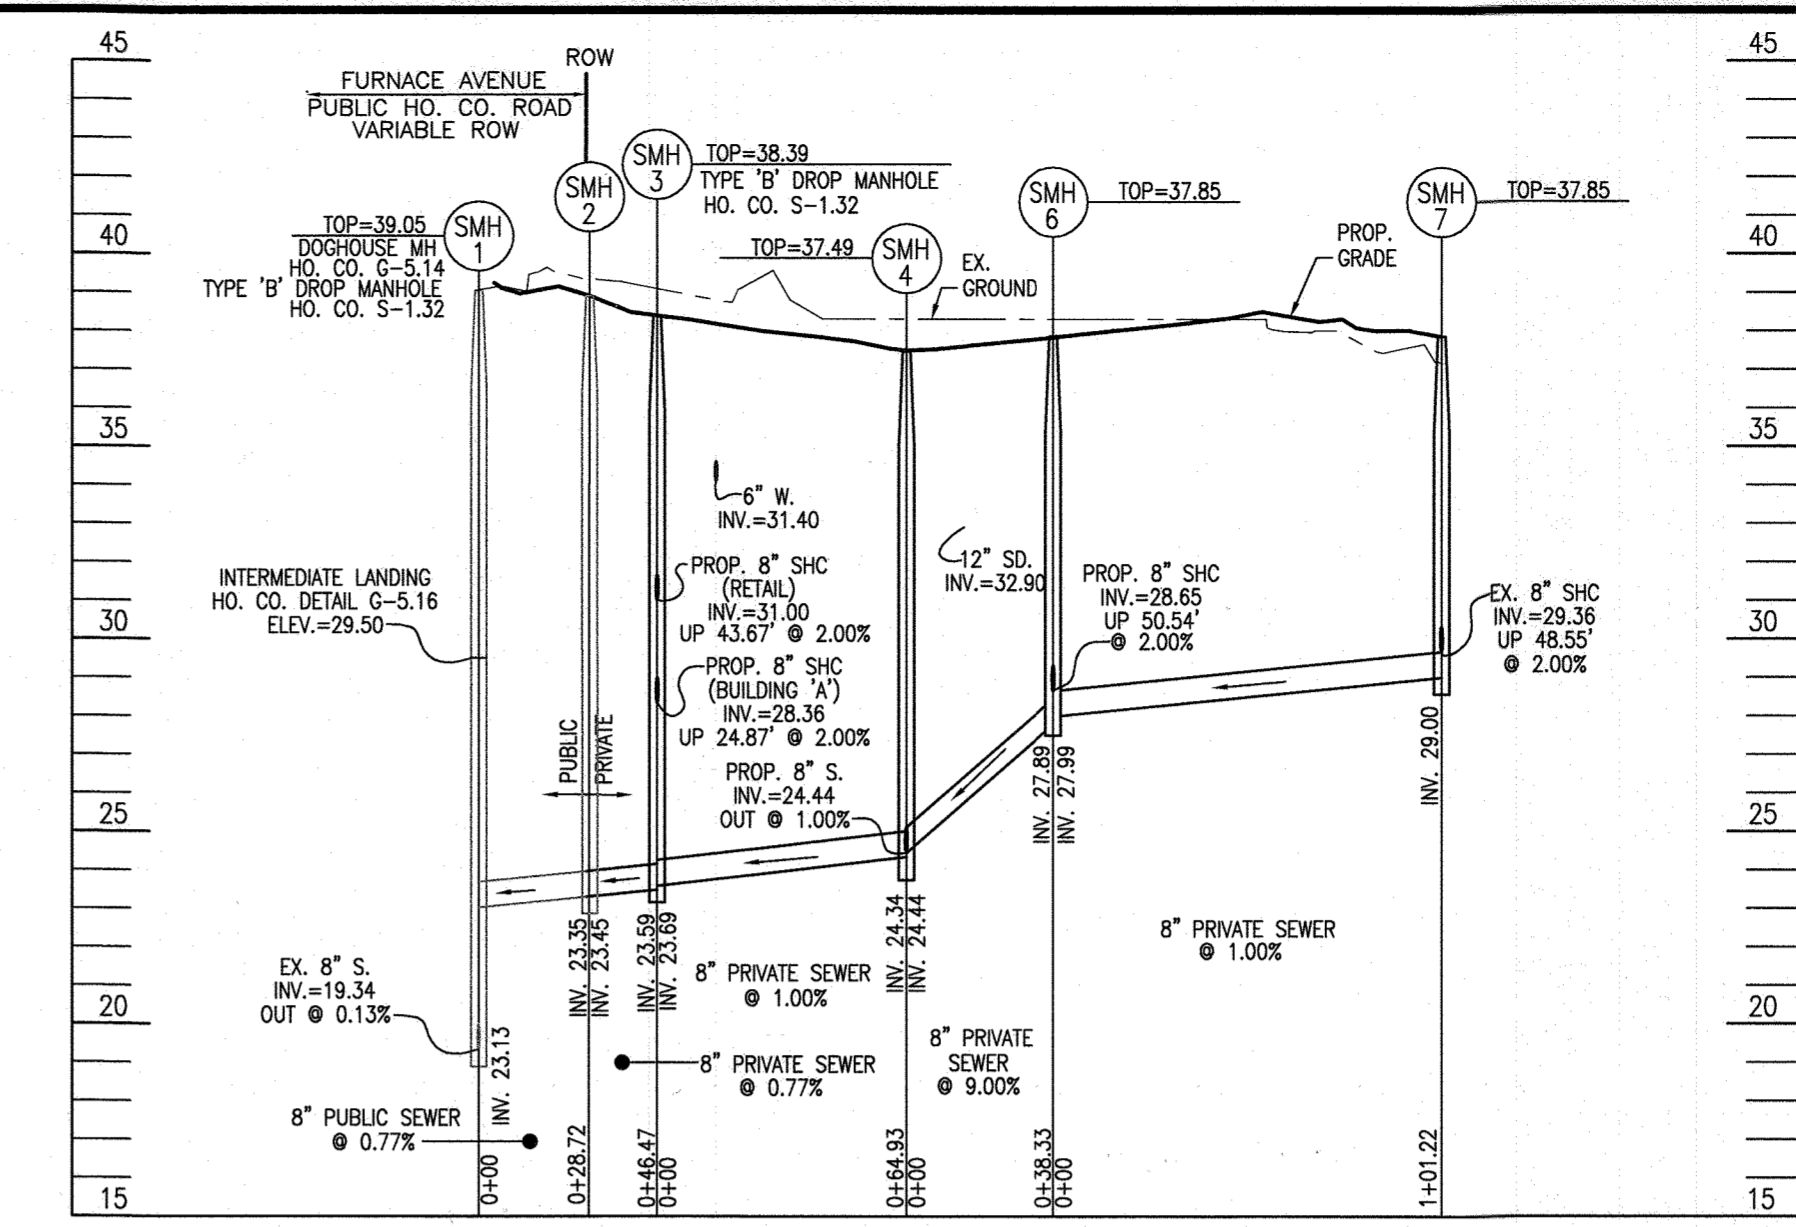 45
40
35
30
25
20
15
ROW
FURNACE AVENUE
PUBLIC HO. CO. ROAD
VARIABLE ROW
SMH
1
TOP=39.05
DOGHOUSE MH
HO. CO. G-5.14
TYPE 'B' DROP MANHOLE
HO. CO. S-1.32
SMH
2
SMH
3
TOP=38.39
TYPE 'B' DROP MANHOLE
HO. CO. S-1.32
TOP=37.49
SMH
4
EX.
GROUND
SMH
6
TOP=37.85
PROP.
GRADE
SMH
7
TOP=37.85
6" W.
INV.=31.40
PROP. 8" SHC
(RETAIL)
INV.=31.00
UP 43.67' @ 2.00%
PROP. 8" SHC
(BUILDING 'A')
INV.=28.36
UP 24.87' @ 2.00%
PROP. 8" S.
INV.=24.44
OUT @ 1.00%
12" SD.
INV.=32.90
PROP. 8" SHC
INV.=28.65
UP 50.54'
@ 2.00%
EX. 8" SHC
INV.=29.36
UP 48.55'
@ 2.00%
INTERMEDIATE LANDING
HO. CO. DETAIL G-5.16
ELEV.=29.50
PUBLIC
PRIVATE
EX. 8" S.
INV.=19.34
OUT @ 0.13%
INV. 23.13
INV. 23.35
INV. 23.45
INV. 23.59
INV. 23.69
INV. 24.34
INV. 24.44
INV. 27.89
INV. 27.99
INV. 29.00
8" PUBLIC SEWER
@ 0.77%
8" PRIVATE SEWER
@ 1.00%
8" PRIVATE SEWER
@ 0.77%
8" PRIVATE
SEWER
@ 9.00%
8" PRIVATE SEWER
@ 1.00%
0+00
0+28.72
0+46.47
0+00
0+64.93
0+00
0+38.33
0+00
1+01.22
45
40
35
30
25
20
15